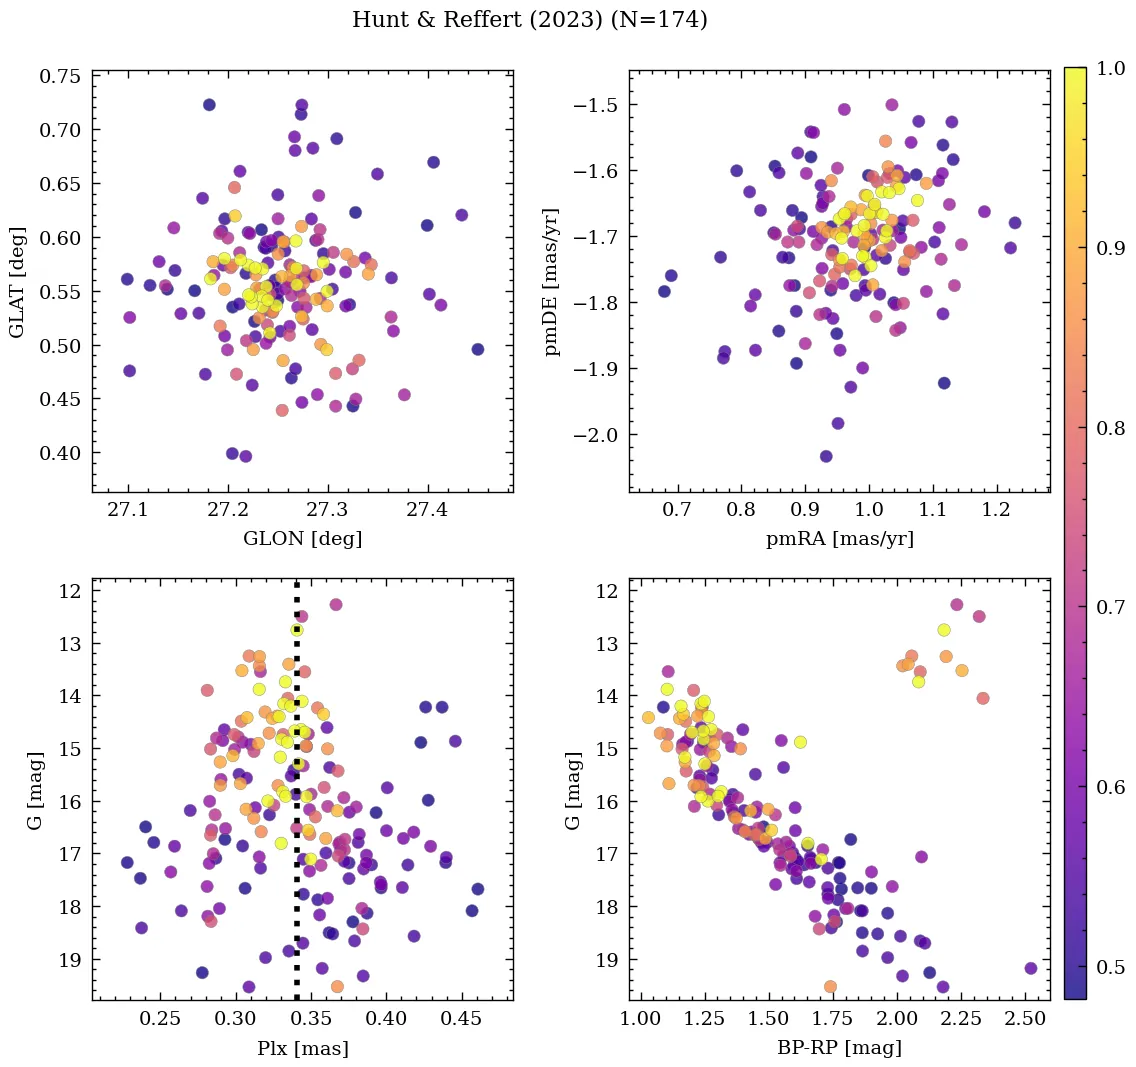 Hunt & Reffert (2023) (N=174)
0.75
0.70
0.65
0.60
0.55
0.50
0.45
0.40
GLAT [deg]
27.1 27.2 27.3 27.4
GLON [deg]
−1.5
−1.6
−1.7
−1.8
−1.9
−2.0
pmDE [mas/yr]
0.7 0.8 0.9 1.0 1.1 1.2
pmRA [mas/yr]
12
13
14
15
16
17
18
19
G [mag]
0.25 0.30 0.35 0.40 0.45
Plx [mas]
12
13
14
15
16
17
18
19
G [mag]
1.00 1.25 1.50 1.75 2.00 2.25 2.50
BP-RP [mag]
1.0
0.9
0.8
0.7
0.6
0.5